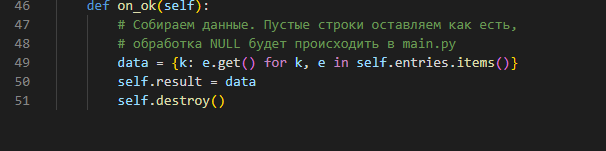 46 def on_ok(self):
47 # Собираем данные. Пустые строки оставляем как есть,
48 # обработка NULL будет происходить в main.py
49 data = {k: e.get() for k, e in self.entries.items()}
50 self.result = data
51 self.destroy()